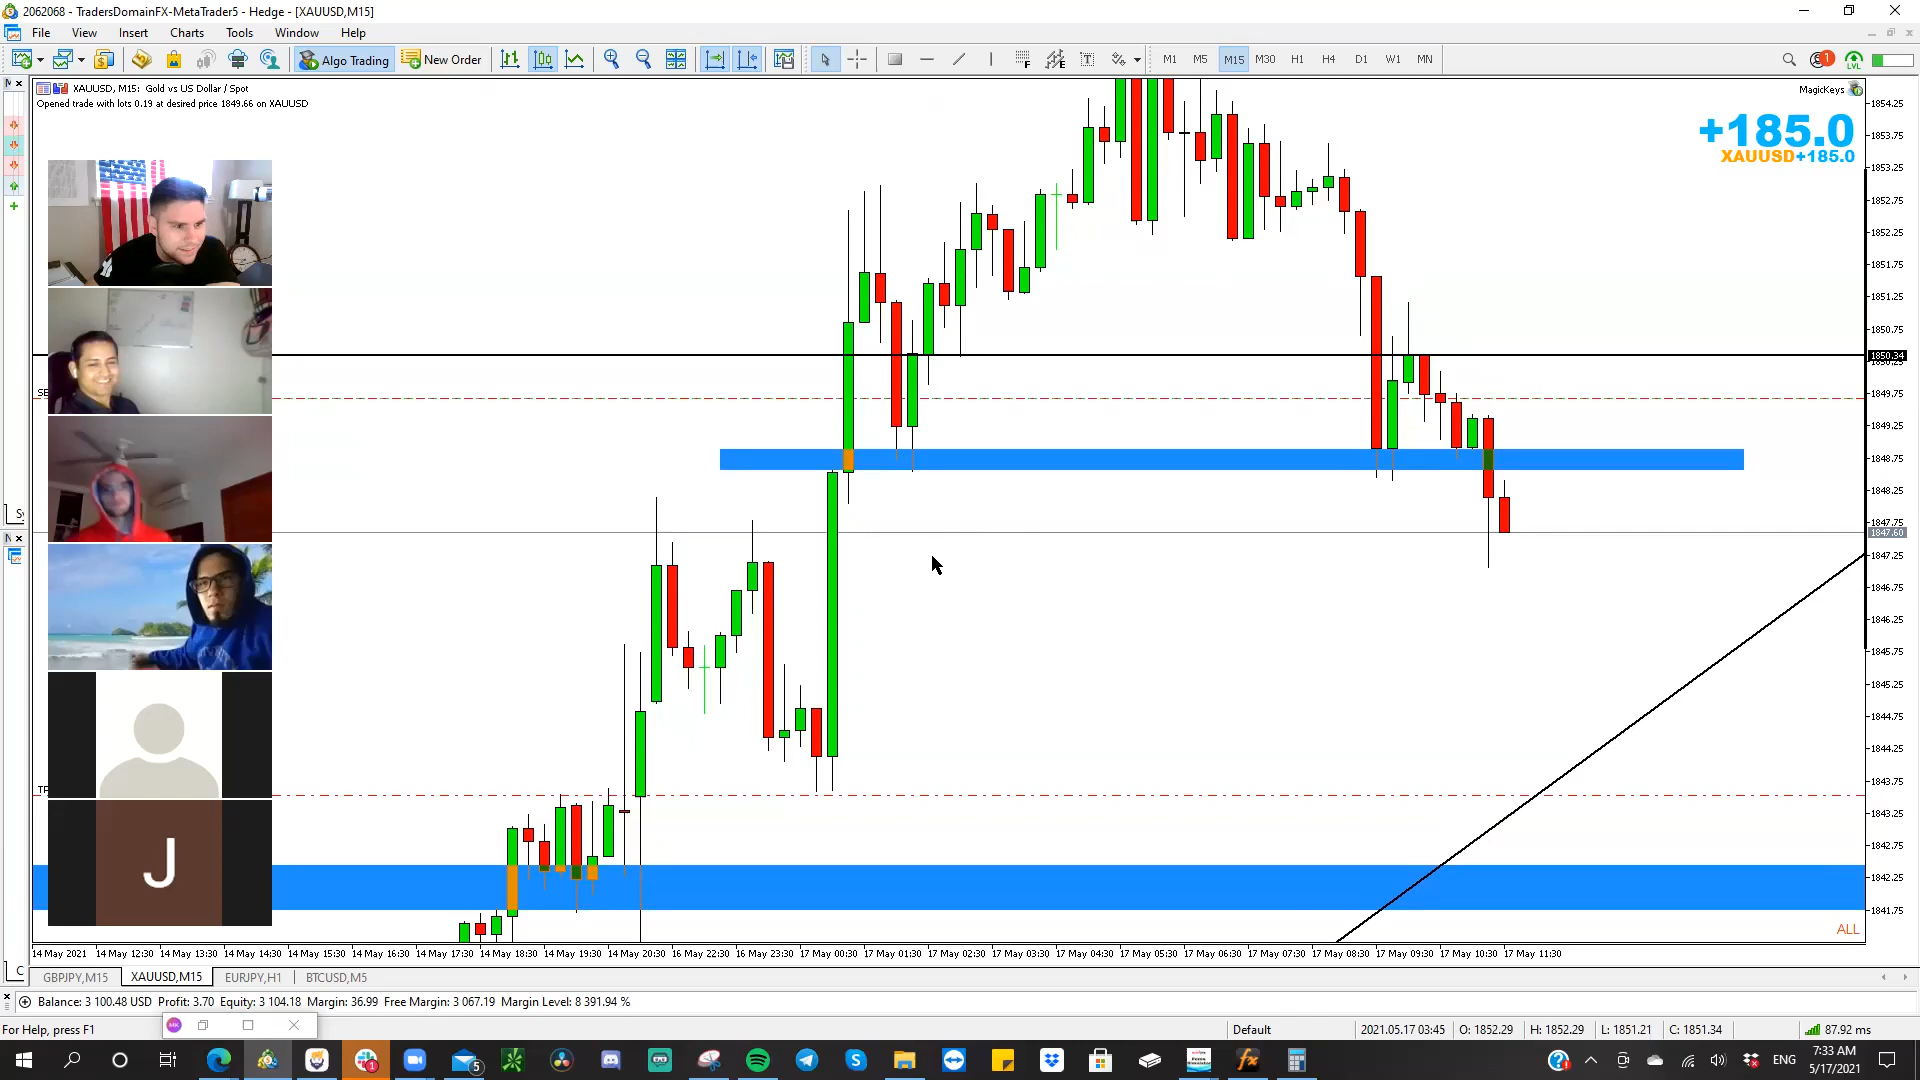 2062068 - TradersDomainFX-MetaTrader5 - Hedge - [XAUUSD,M15]
File View Insert Charts Tools Window Help
Algo Trading New Order M1 M5 M15 M30 H1 H4 D1 W1 MN
XAUUSD, M15: Gold vs US Dollar / Spot
Opened trade with lots 0.19 at desired price 1849.66 on XAUUSD
MagicKeys
+185.0
XAUUSD+185.0
1854.25
1853.75
1853.25
1852.75
1852.25
1851.75
1851.25
1850.75
1850.34
1849.75
1849.25
1848.75
1848.25
1847.75
1847.60
1847.25
1846.75
1846.25
1845.75
1845.25
1844.75
1844.25
1843.75
1843.25
1842.75
1842.25
1841.75
J
ALL
14 May 2021 14 May 12:30 14 May 13:30 14 May 14:30 14 May 15:30 14 May 16:30 14 May 17:30 14 May 18:30 14 May 19:30 14 May 20:30 16 May 22:30 16 May 23:30 17 May 00:30 17 May 01:30 17 May 02:30 17 May 03:30 17 May 04:30 17 May 05:30 17 May 06:30 17 May 07:30 17 May 08:30 17 May 09:30 17 May 10:30 17 May 11:30
GBPJPY,M15 XAUUSD,M15 EURJPY,H1 BTCUSD,M5
Balance: 3 100.48 USD Profit: 3.70 Equity: 3 104.18 Margin: 36.99 Free Margin: 3 067.19 Margin Level: 8 391.94 %
For Help, press F1 Default 2021.05.17 03:45 O: 1852.29 H: 1852.29 L: 1851.21 C: 1851.34 87.92 ms
ENG 7:33 AM
5/17/2021